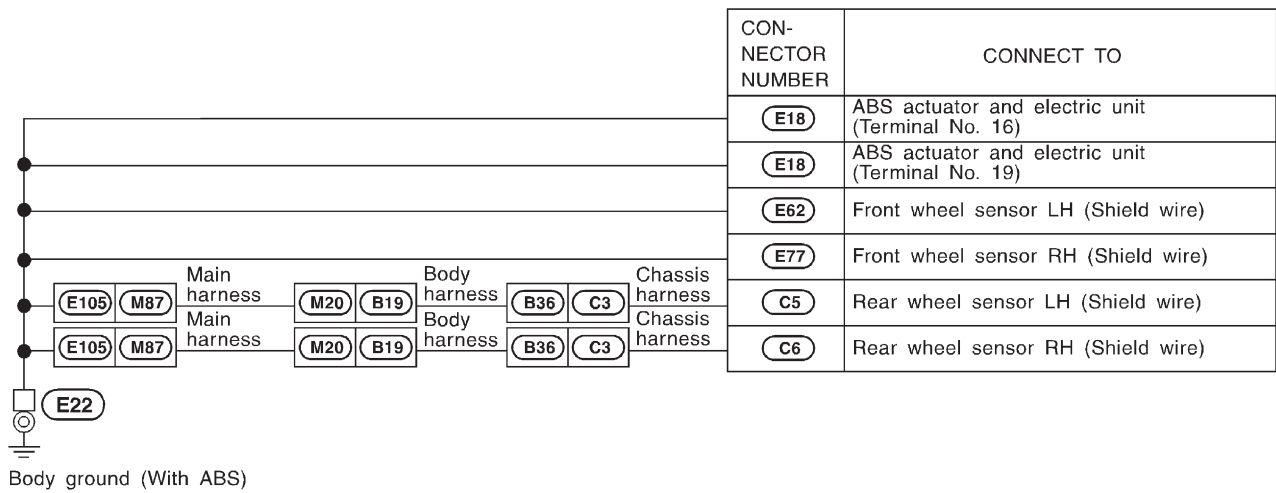 CON-
NECTOR
NUMBER
CONNECT TO
E18
ABS actuator and electric unit
(Terminal No. 16)
E18
ABS actuator and electric unit
(Terminal No. 19)
E62
Front wheel sensor LH (Shield wire)
E77
Front wheel sensor RH (Shield wire)
E105 M87
Main
harness
M20 B19
Body
harness
B36 C3
Chassis
harness
C5
Rear wheel sensor LH (Shield wire)
E105 M87
Main
harness
M20 B19
Body
harness
B36 C3
Chassis
harness
C6
Rear wheel sensor RH (Shield wire)
E22
Body ground (With ABS)